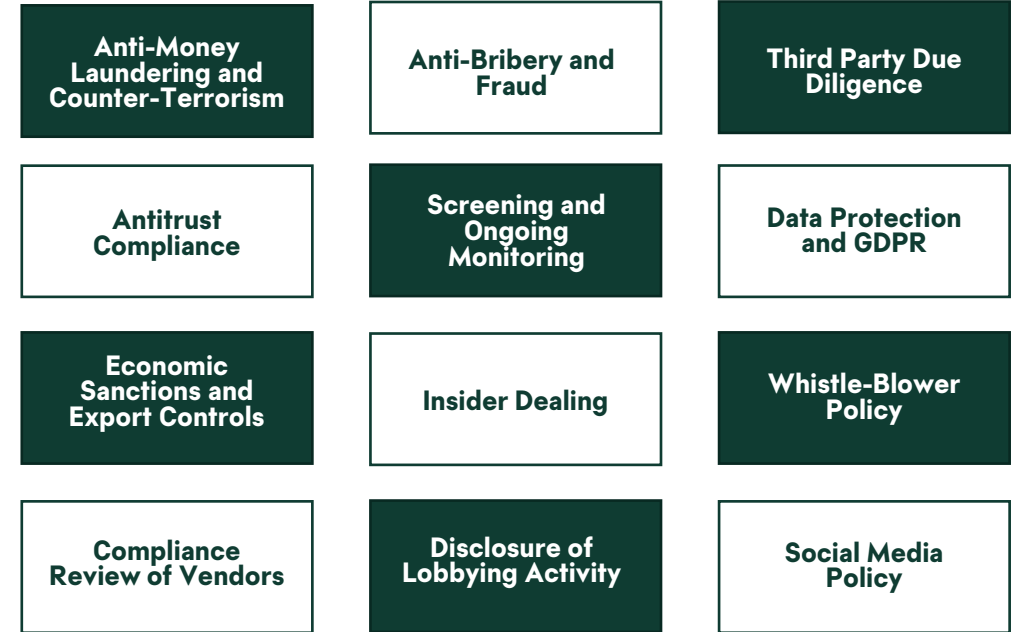 Anti-Money
Laundering and
Counter-Terrorism
Anti-Bribery and
Fraud
Third Party Due
Diligence
Antitrust
Compliance
Screening and
Ongoing
Monitoring
Data Protection
and GDPR
Economic
Sanctions and
Export Controls
Insider Dealing
Whistle-Blower
Policy
Compliance
Review of Vendors
Disclosure of
Lobbying Activity
Social Media
Policy